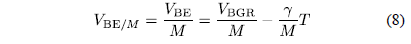 V_{BE/M} = \frac{V_{BE}}{M} = \frac{V_{BGR}}{M} - \frac{\gamma}{M} T (8)